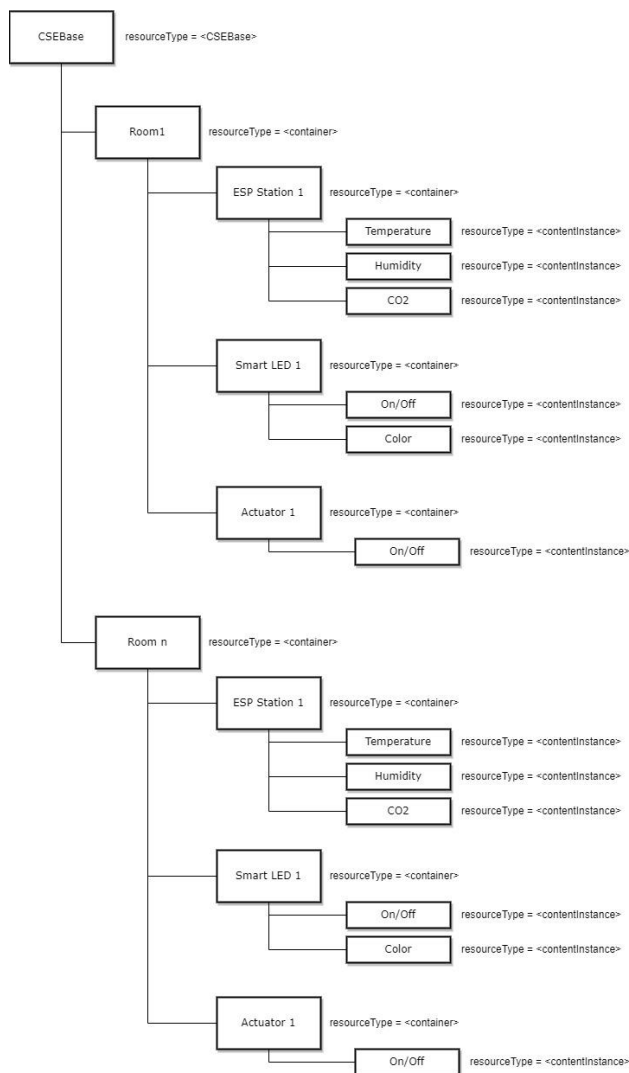 CSEBase resourceType = <CSEBase>
Room1 resourceType = <container>
ESP Station 1 resourceType = <container>
Temperature resourceType = <contentInstance>
Humidity resourceType = <contentInstance>
CO2 resourceType = <contentInstance>
Smart LED 1 resourceType = <container>
On/Off resourceType = <contentInstance>
Color resourceType = <contentInstance>
Actuator 1 resourceType = <container>
On/Off resourceType = <contentInstance>
Room n resourceType = <container>
ESP Station 1 resourceType = <container>
Temperature resourceType = <contentInstance>
Humidity resourceType = <contentInstance>
CO2 resourceType = <contentInstance>
Smart LED 1 resourceType = <container>
On/Off resourceType = <contentInstance>
Color resourceType = <contentInstance>
Actuator 1 resourceType = <container>
On/Off resourceType = <contentInstance>